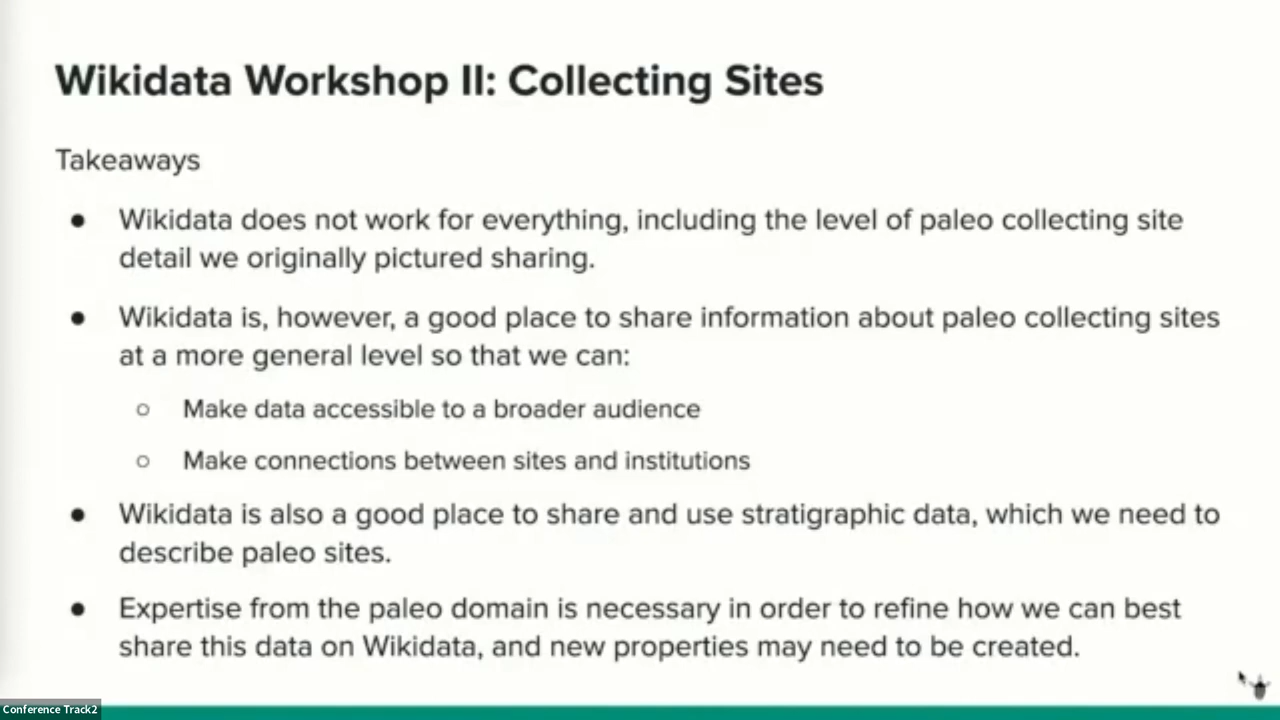 Wikidata Workshop II: Collecting Sites
Takeaways
● Wikidata does not work for everything, including the level of paleo collecting site
detail we originally pictured sharing.
● Wikidata is, however, a good place to share information about paleo collecting sites
at a more general level so that we can:
○ Make data accessible to a broader audience
○ Make connections between sites and institutions
● Wikidata is also a good place to share and use stratigraphic data, which we need to
describe paleo sites.
● Expertise from the paleo domain is necessary in order to refine how we can best
share this data on Wikidata, and new properties may need to be created.
Conference Track2